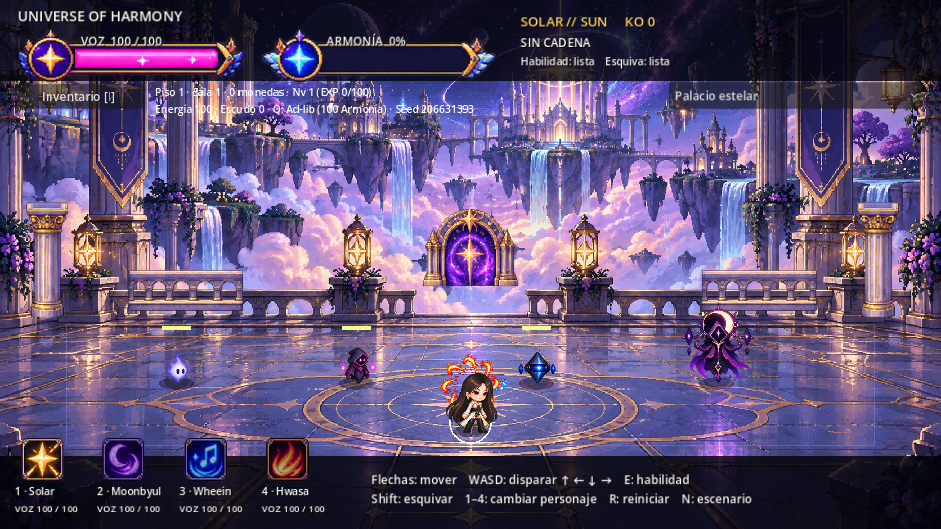 UNIVERSE OF HARMONY
VOZ 100 / 100
ARMONÍA 0%
SOLAR // SUN KO 0
SIN CADENA
Habilidad: lista Esquiva: lista
Inventario [I]
Piso 1 · Sala 1 · 0 monedas · Nv 1 (EXP 0/100)
Energía 100 · Escudo 0 · Q: Ad-lib (100 Armonía) · Seed 206631393
Palacio estelar
1 · Solar
VOZ 100 / 100
2 · Moonbyul
VOZ 100 / 100
3 · Wheein
VOZ 100 / 100
4 · Hwasa
VOZ 100 / 100
Flechas: mover WASD: disparar ↑ ← ↓ → E: habilidad
Shift: esquivar 1–4: cambiar personaje R: reiniciar N: escenario